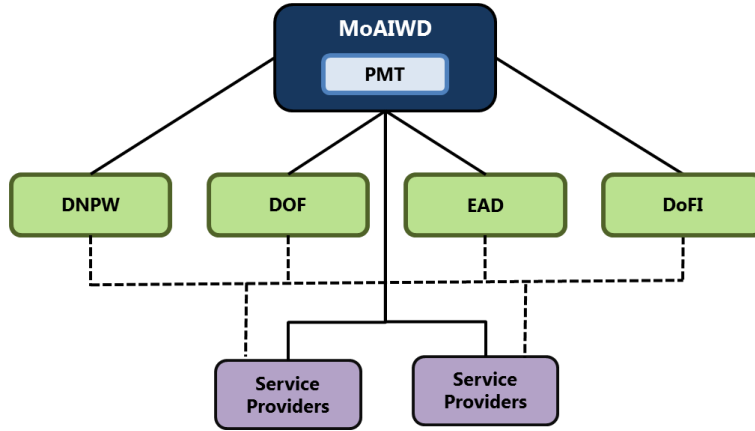 MoAIWD
PMT
DNPW
DOF
EAD
DoFI
Service
Providers
Service
Providers